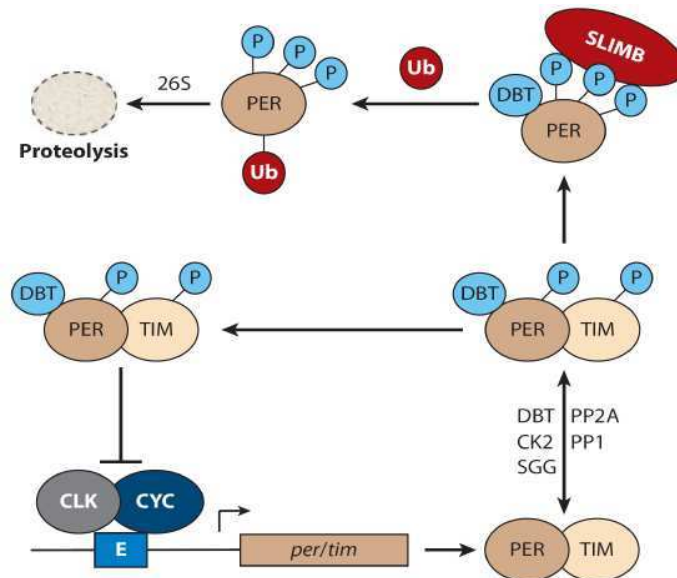 P
P
P
26S
PER
Ub
Proteolysis
Ub
SLIMB
DBT
P
P
P
PER
DBT
P
P
PER
TIM
DBT
P
P
PER
TIM
DBT
PP2A
CK2
PP1
SGG
CLK
CYC
E
per/tim
PER
TIM